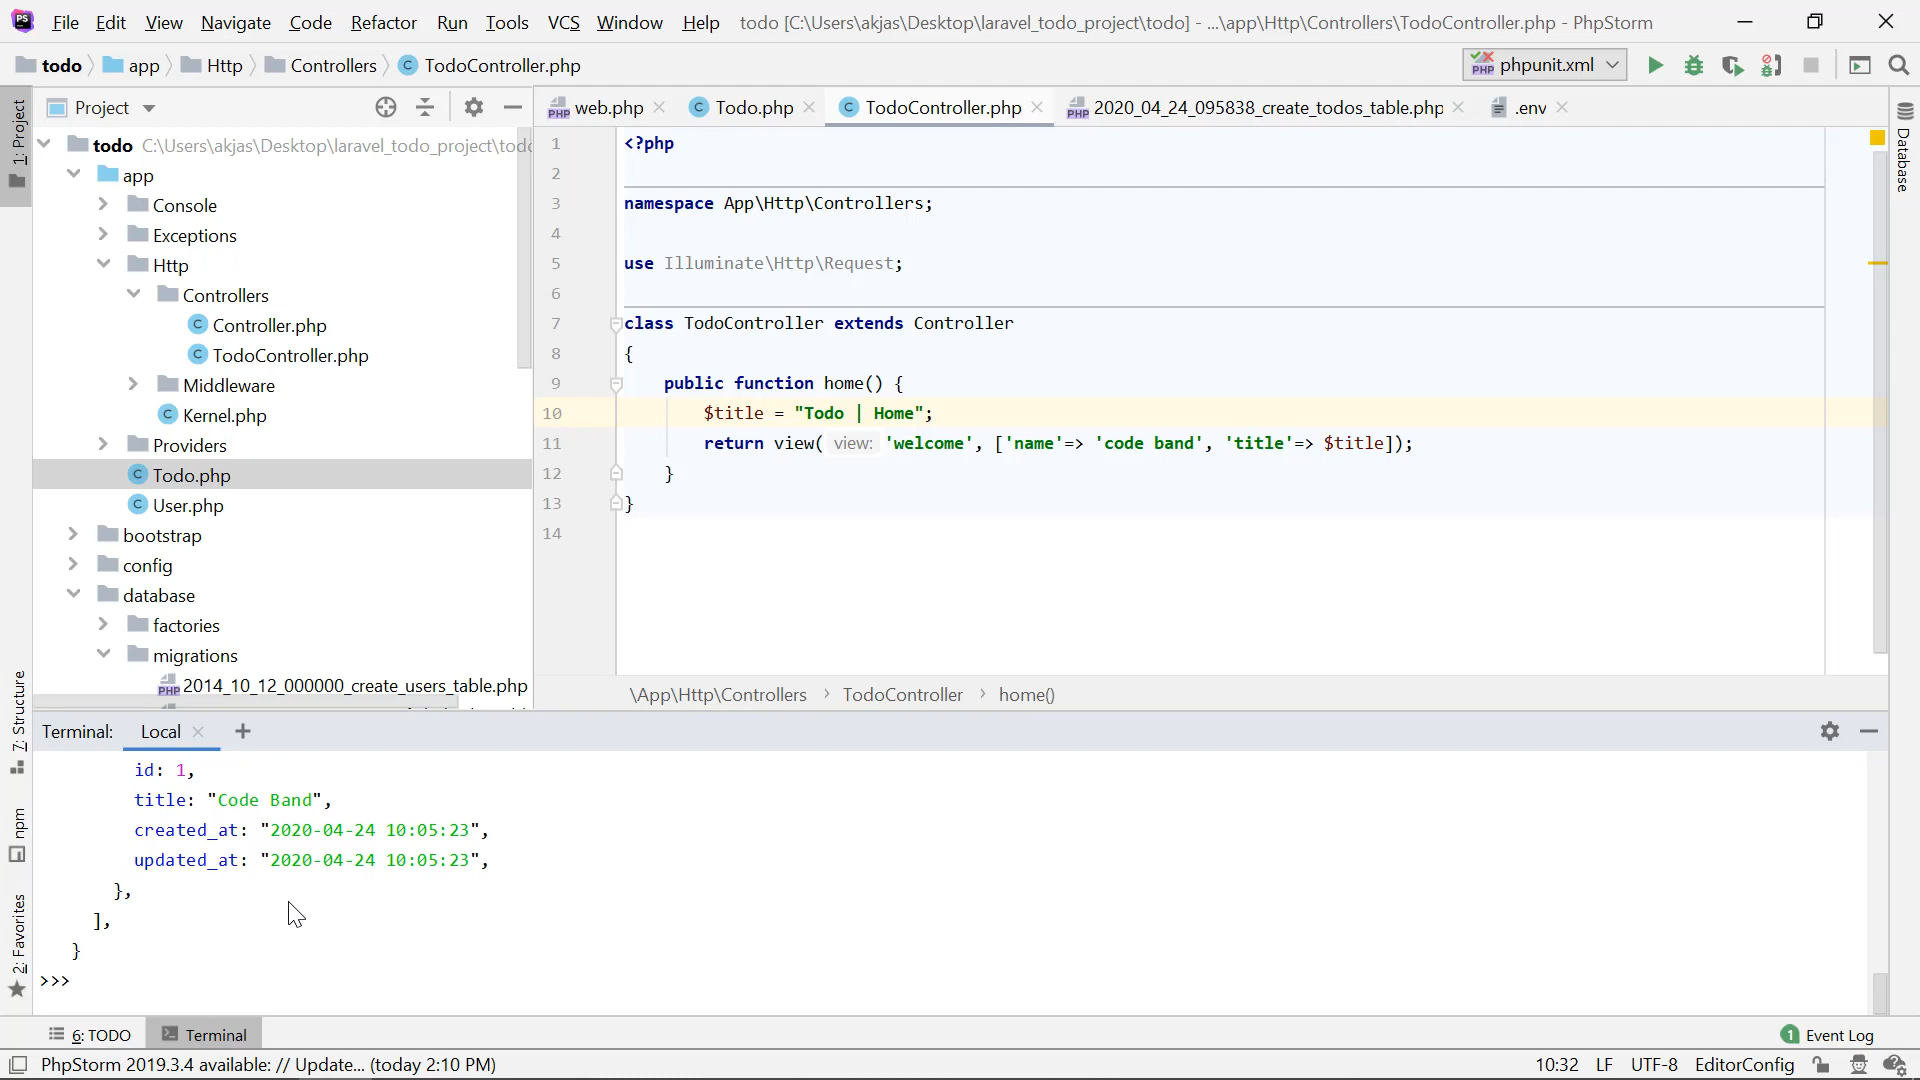 PS File Edit View Navigate Code Refactor Run Tools VCS Window Help todo [C:\Users\akjas\Desktop\laravel_todo_project\todo] - ...\app\Http\Controllers\TodoController.php - PhpStorm
todo app Http Controllers C TodoController.php PHP phpunit.xml
1: Project
Project
PHP web.php C Todo.php C TodoController.php PHP 2020_04_24_095838_create_todos_table.php .env
Database
todo C:\Users\akjas\Desktop\laravel_todo_project\todo
app
Console
Exceptions
Http
Controllers
C Controller.php
C TodoController.php
Middleware
C Kernel.php
Providers
C Todo.php
C User.php
bootstrap
config
database
factories
migrations
PHP 2014_10_12_000000_create_users_table.php
1 <?php
2
3 namespace App\Http\Controllers;
4
5 use Illuminate\Http\Request;
6
7 class TodoController extends Controller
8 {
9 public function home() {
10 $title = "Todo | Home";
11 return view( view: 'welcome', ['name'=> 'code band', 'title'=> $title]);
12 }
13 }
14
\App\Http\Controllers › TodoController › home()
7: Structure
npm
2: Favorites
Terminal: Local
id: 1,
title: "Code Band",
created_at: "2020-04-24 10:05:23",
updated_at: "2020-04-24 10:05:23",
},
],
}
>>>
6: TODO Terminal 1 Event Log
PhpStorm 2019.3.4 available: // Update... (today 2:10 PM) 10:32 LF UTF-8 EditorConfig